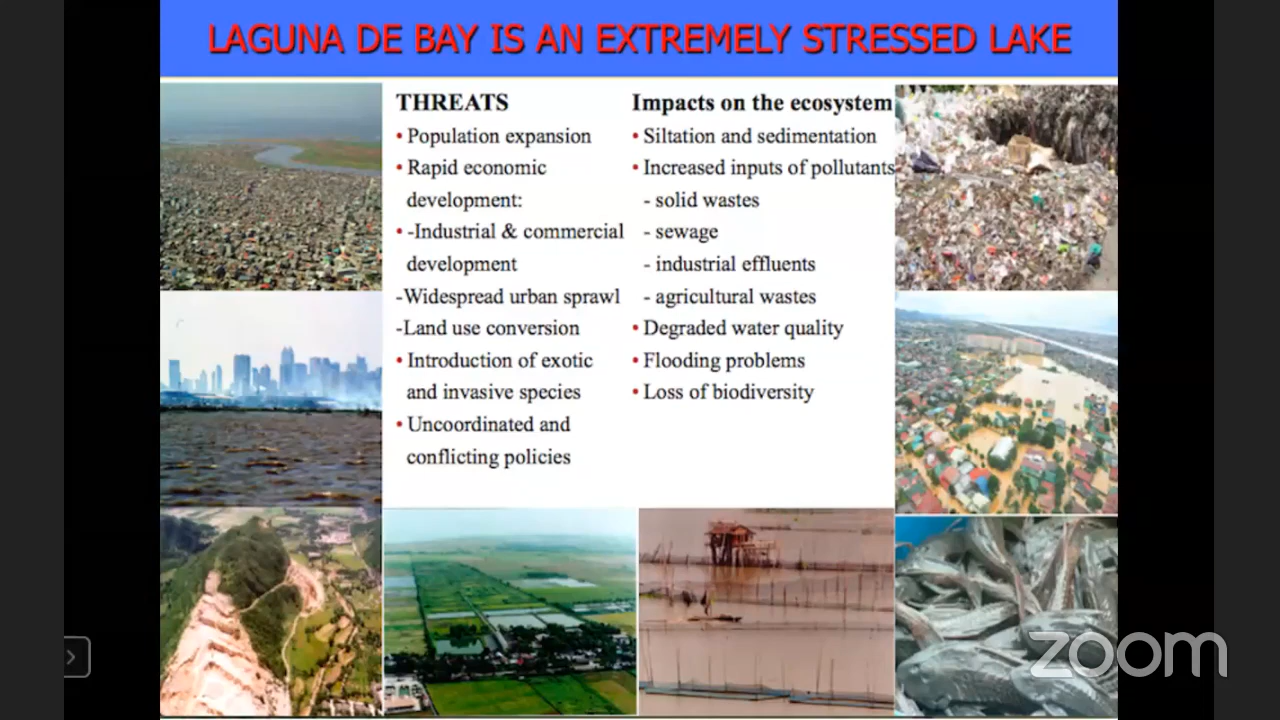 LAGUNA DE BAY IS AN EXTREMELY STRESSED LAKE
THREATS
• Population expansion
• Rapid economic
development:
• -Industrial & commercial
development
-Widespread urban sprawl
-Land use conversion
• Introduction of exotic
and invasive species
• Uncoordinated and
conflicting policies
Impacts on the ecosystem
• Siltation and sedimentation
• Increased inputs of pollutants
- solid wastes
- sewage
- industrial effluents
- agricultural wastes
• Degraded water quality
• Flooding problems
• Loss of biodiversity
zoom